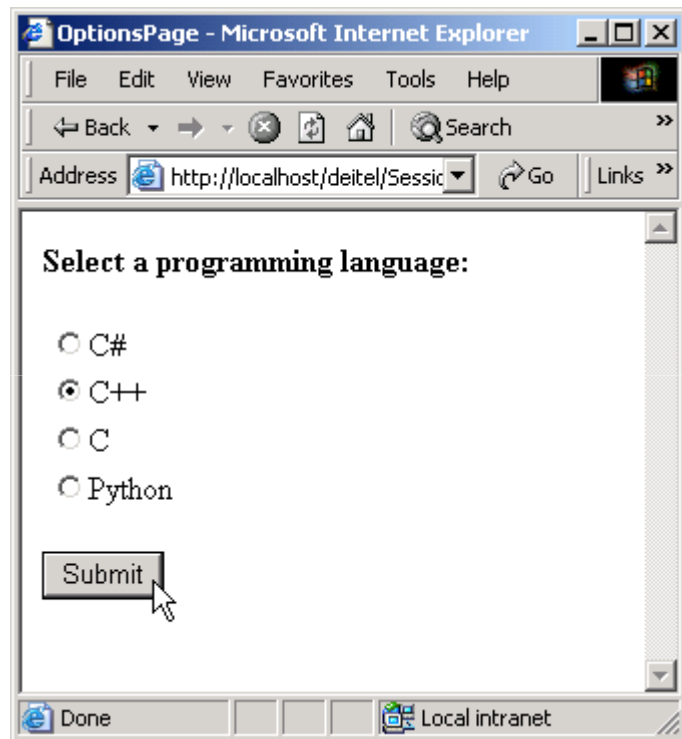 OptionsPage - Microsoft Internet Explorer
File Edit View Favorites Tools Help
Back Search »
Address http://localhost/deitel/Sessic Go Links »
Select a programming language:
C#
C++
C
Python
Submit
Done Local intranet